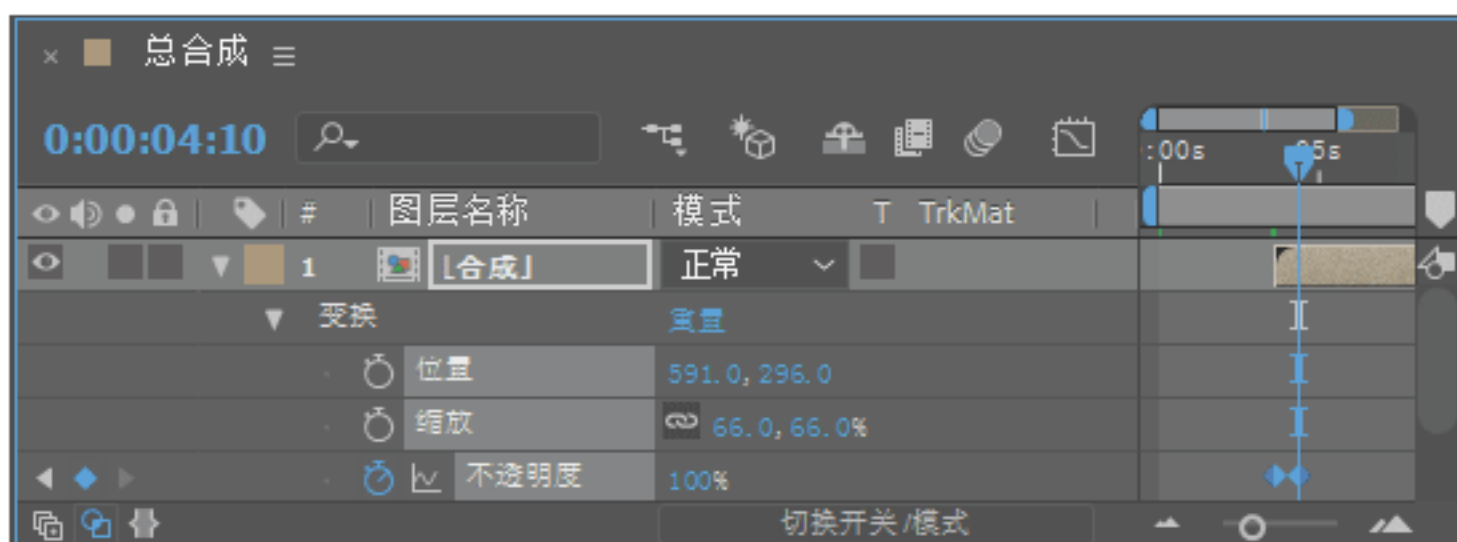 × 总合成 ≡
0:00:04:10
:00s 05s
# 图层名称 模式 T TrkMat
1 [合成] 正常
变换 重置
位置 591.0,296.0
缩放 66.0,66.0%
不透明度 100%
切换开关/模式